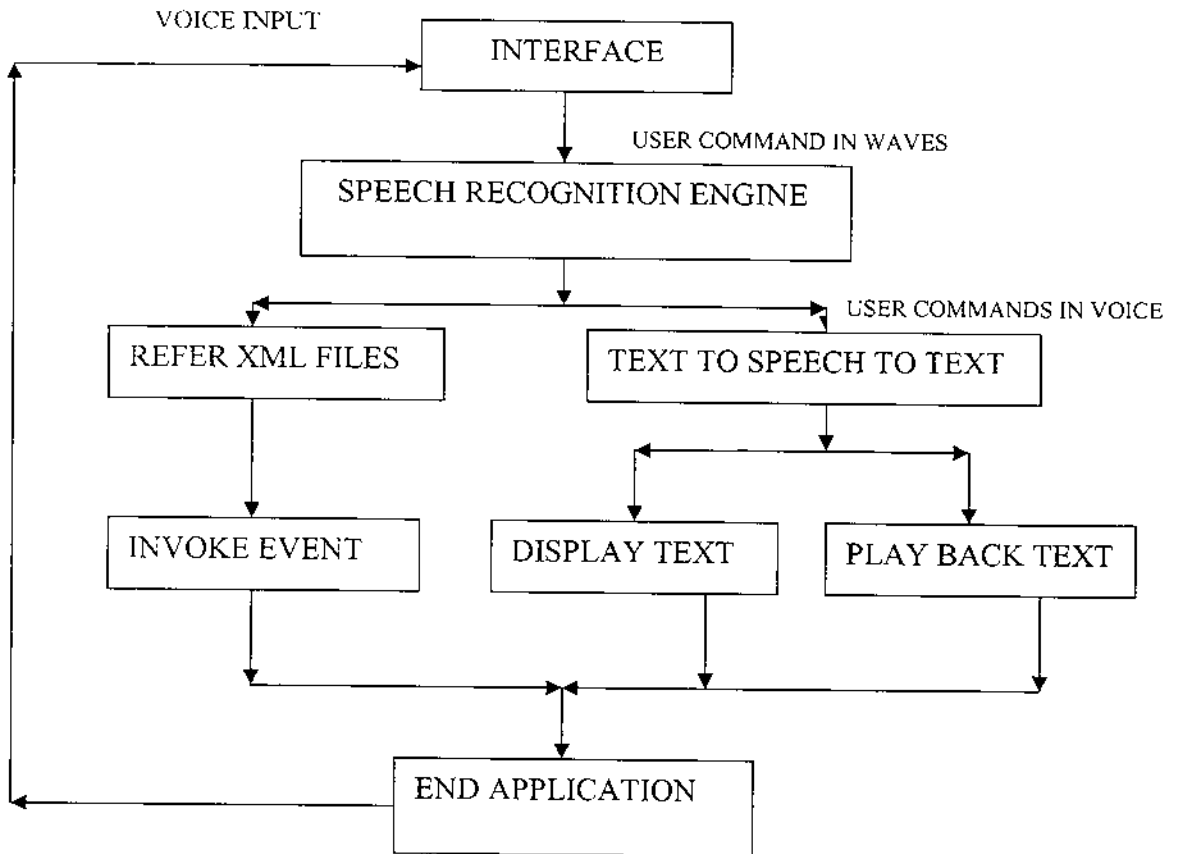 VOICE INPUT
INTERFACE
USER COMMAND IN WAVES
SPEECH RECOGNITION ENGINE
USER COMMANDS IN VOICE
REFER XML FILES
TEXT TO SPEECH TO TEXT
INVOKE EVENT
DISPLAY TEXT
PLAY BACK TEXT
END APPLICATION